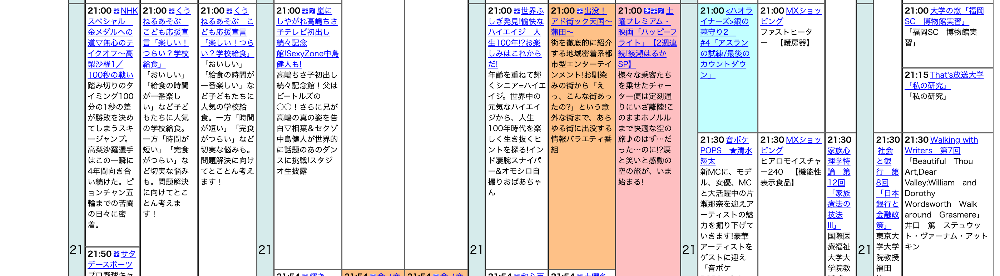 21
21:00 字NHK
スペシャル
金メダルへの
道▽無心のテ
イクオフ～高
梨沙羅1／
100秒の戦い
踏み切りのタ
イミング100
分の1秒の差
が勝敗を決め
てしまうスキ
ージャンプ。
高梨沙羅選手
はこの一瞬に
4年間向き合
い続けた。ピ
ョンチャン五
輪までの苦闘
の日々に密
着。
21:50 字サタ
デースポーツ
プロ野球キャ
21:00 字くう
ねるあそぶ
こども応援宣
言「楽しい！
つらい？学校
給食」
「おいしい」
「給食の時間
が一番楽し
い」など子ど
もたちに人気
の学校給食。
一方「時間が
短い」「完食
がつらい」な
ど切実な悩み
も。問題解決
に向けてとこ
とん考えま
す！
21:00 字くう
ねるあそぶ　こ
ども応援宣言
「楽しい！つら
い？学校給食」
「おいしい」
「給食の時間が
一番楽しい」な
ど子どもたちに
人気の学校給
食。一方「時間
が短い」「完食
がつらい」など
切実な悩みも。
問題解決に向け
てとことん考え
ます！
21
21:00 字デ嵐に
しやがれ高嶋ちさ
子テレビ初出し
続々記念
館!SexyZone中島
健人も!
高嶋ちさ子初出し
続々記念館！父は
ビートルズの
○○！さらに兄が
高嶋の真の姿を告
白▽相葉＆セクゾ
中島健人が世界的
に話題のあのダン
スに挑戦!スタジ
オ生披露
21:54 字輝き
21:54 字食ノ音
21:54 字食ノ音
21
21:00 字世界ふ
しぎ発見!愉快な
ハイエイジ　人
生100年!?お楽
しみはこれから
だ!
年齢を重ねて輝
くシニア=ハイエ
イジ。世界中の
元気なハイエイ
ジから、人生
100年時代を楽
しく生き抜くヒ
ントを探る!イン
ド凄腕スナイパ
ー&オモシロ自
撮りおばあちゃ
ん
21:54 字和心百
21:00 字出没！
アド街ック天国～
蒲田～
街を徹底的に紹介
する地域密着系都
市型エンターテイ
ンメント!お馴染
みの街から「え
っ、こんな街あっ
たの?」という意
外な街まで、あら
ゆる街に出没する
情報バラエティ番
組
21:54 字土曜名
21:00 多字デ土
曜プレミアム・
映画「ハッピーフ
ライト」【2週連
続!綾瀬はるか
SP】
様々な乗客たち
を乗せたチャー
ター便は定刻通
りにいざ離陸!こ
のままホノルル
まで快適な空の
旅♪のはず…だ
った…のに!?涙
と笑いと感動の
空の旅が、いま
始まる!
21
21:00 <ハオラ
イナーズ>銀の
墓守り2
#4「アスラン
の試練/最後の
カウントダウ
ン」
21:30 音ボケ
POPS　★清水
翔太
新MCに、モデ
ル、女優、MC
と大活躍中の片
瀬那奈を迎えア
ーティストの魅
力を掘り下げて
いきます!豪華
アーティストを
ゲストに迎え
「音ボケ
21:00 MXショッ
ピング
ファストヒータ
ー　【暖房器】
21:30 MXショッ
ピング
ヒアロモイスチャ
ー240　【機能性
表示食品】
21:30
家族心
理学特
論　第
12回
「家族
療法の
技法
III」
国際医
療福祉
大学大
学院教
21
21:30
社会
と銀
行　第
8回
「日本
銀行と
金融政
策」
東京大
学大学
院教授
福田
21:00 大学の窓「福岡
SC　博物館実習」
「福岡SC　博物館実
習」
21:15 That's放送大学
「私の研究」
「私の研究」
21:30 Walking with
Writers　第7回
「Beautiful　Thou
Art,Dear
Valley:William　and
Dorothy
Wordsworth　Walk
around　Grasmere」
井口　篤　ステュウッ
ト・ヴァーナム・アット
キン